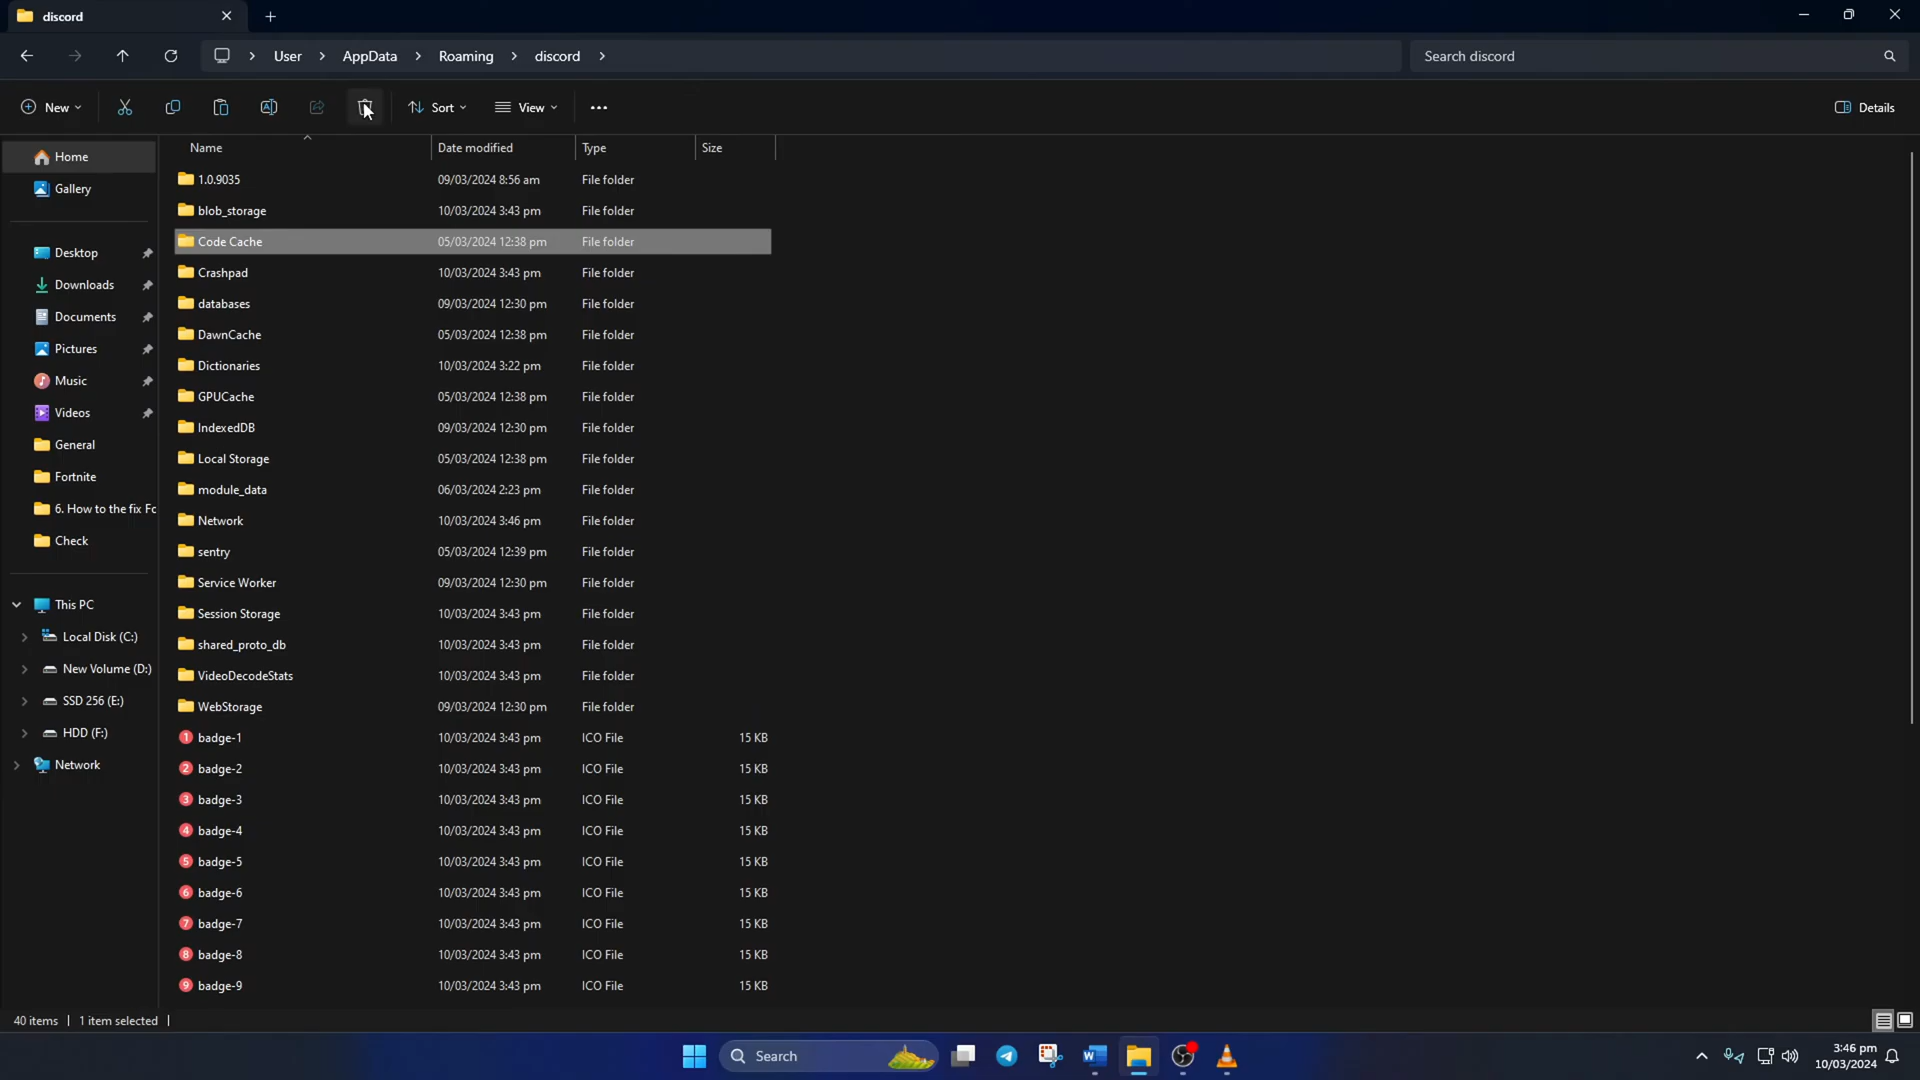 discord
User > AppData > Roaming > discord >
Search discord
New
Sort
View
Details
Name Date modified Type Size
Home
Gallery
Desktop
Downloads
Documents
Pictures
Music
Videos
General
Fortnite
6. How to the fix Fc
Check
This PC
Local Disk (C:)
New Volume (D:)
SSD 256 (E:)
HDD (F:)
Network
1.0.9035 09/03/2024 8:56 am File folder
blob_storage 10/03/2024 3:43 pm File folder
Code Cache 05/03/2024 12:38 pm File folder
Crashpad 10/03/2024 3:43 pm File folder
databases 09/03/2024 12:30 pm File folder
DawnCache 05/03/2024 12:38 pm File folder
Dictionaries 10/03/2024 3:22 pm File folder
GPUCache 05/03/2024 12:38 pm File folder
IndexedDB 09/03/2024 12:30 pm File folder
Local Storage 05/03/2024 12:38 pm File folder
module_data 06/03/2024 2:23 pm File folder
Network 10/03/2024 3:46 pm File folder
sentry 05/03/2024 12:39 pm File folder
Service Worker 09/03/2024 12:30 pm File folder
Session Storage 10/03/2024 3:43 pm File folder
shared_proto_db 10/03/2024 3:43 pm File folder
VideoDecodeStats 10/03/2024 3:43 pm File folder
WebStorage 09/03/2024 12:30 pm File folder
1 badge-1 10/03/2024 3:43 pm ICO File 15 KB
2 badge-2 10/03/2024 3:43 pm ICO File 15 KB
3 badge-3 10/03/2024 3:43 pm ICO File 15 KB
4 badge-4 10/03/2024 3:43 pm ICO File 15 KB
5 badge-5 10/03/2024 3:43 pm ICO File 15 KB
6 badge-6 10/03/2024 3:43 pm ICO File 15 KB
7 badge-7 10/03/2024 3:43 pm ICO File 15 KB
8 badge-8 10/03/2024 3:43 pm ICO File 15 KB
9 badge-9 10/03/2024 3:43 pm ICO File 15 KB
40 items | 1 item selected |
Search
3:46 pm
10/03/2024